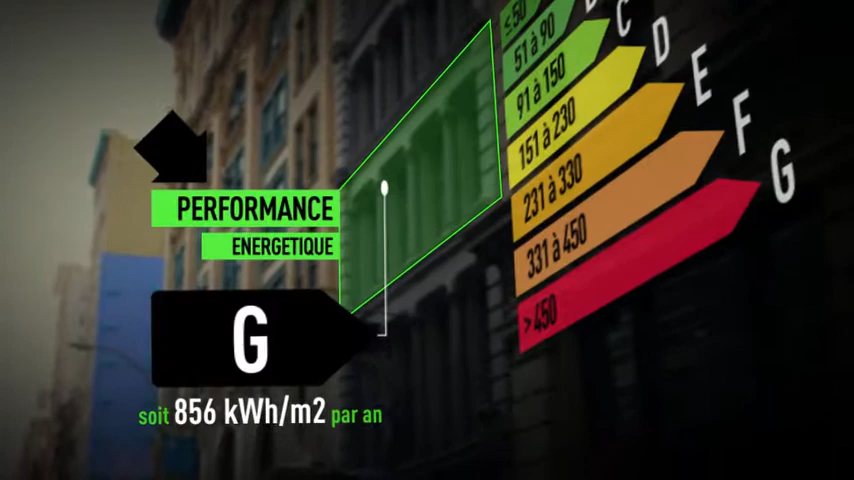 ≤50
51 à 90
C
91 à 150
D
151 à 230
E
231 à 330
F
331 à 450
G
> 450
PERFORMANCE
ENERGETIQUE
G
soit 856 kWh/m2 par an